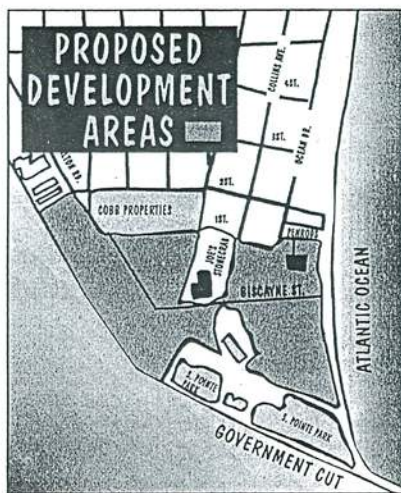 PROPOSED
DEVELOPMENT
AREAS
COLLINS AVE.
4ST.
3ST.
OCEAN DR.
2ST.
1ST.
COBB PROPERTIES
PENRODS
JOE'S
STONECRAB
BISCAYNE ST.
ATLANTIC OCEAN
S. POINTE
PARK
S. POINTE PARK
GOVERNMENT CUT